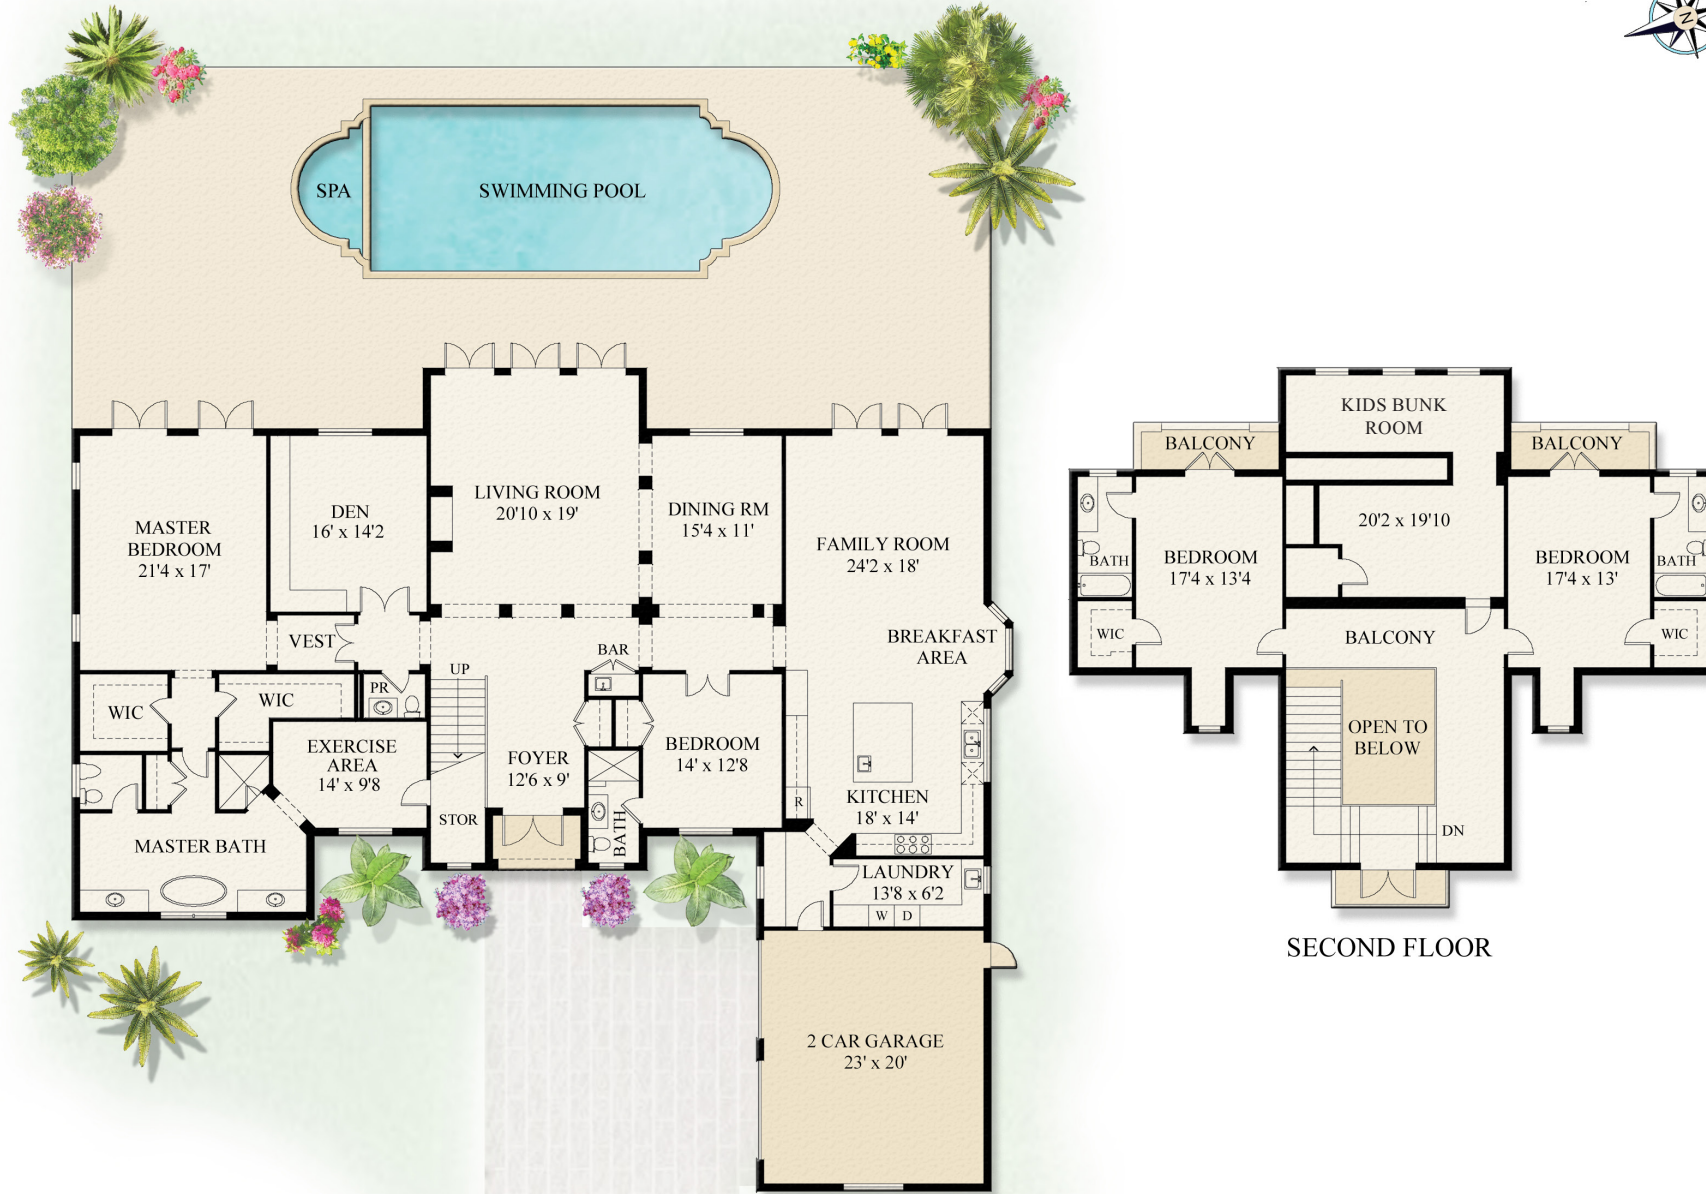 N
SPA
SWIMMING POOL
MASTER
BEDROOM
21'4 x 17'
DEN
16' x 14'2
LIVING ROOM
20'10 x 19'
DINING RM
15'4 x 11'
FAMILY ROOM
24'2 x 18'
BREAKFAST
AREA
VEST
BAR
UP
PR
WIC
WIC
EXERCISE
AREA
14' x 9'8
FOYER
12'6 x 9'
BEDROOM
14' x 12'8
KITCHEN
18' x 14'
R
STOR
BATH
MASTER BATH
LAUNDRY
13'8 x 6'2
W
D
2 CAR GARAGE
23' x 20'
KIDS BUNK
ROOM
20'2 x 19'10
BALCONY
BALCONY
BATH
BEDROOM
17'4 x 13'4
BEDROOM
17'4 x 13'
BATH
WIC
BALCONY
WIC
OPEN TO
BELOW
DN
SECOND FLOOR